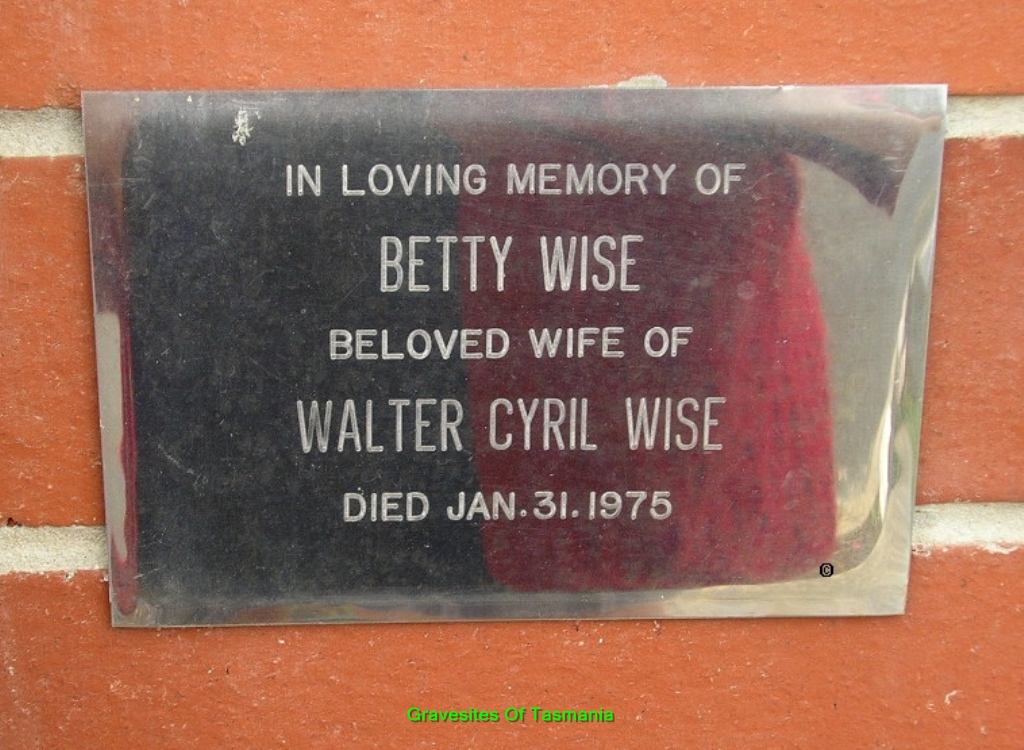 IN LOVING MEMORY OF
BETTY WISE
BELOVED WIFE OF
WALTER CYRIL WISE
DIED JAN.31.1975
©
Gravesites Of Tasmania